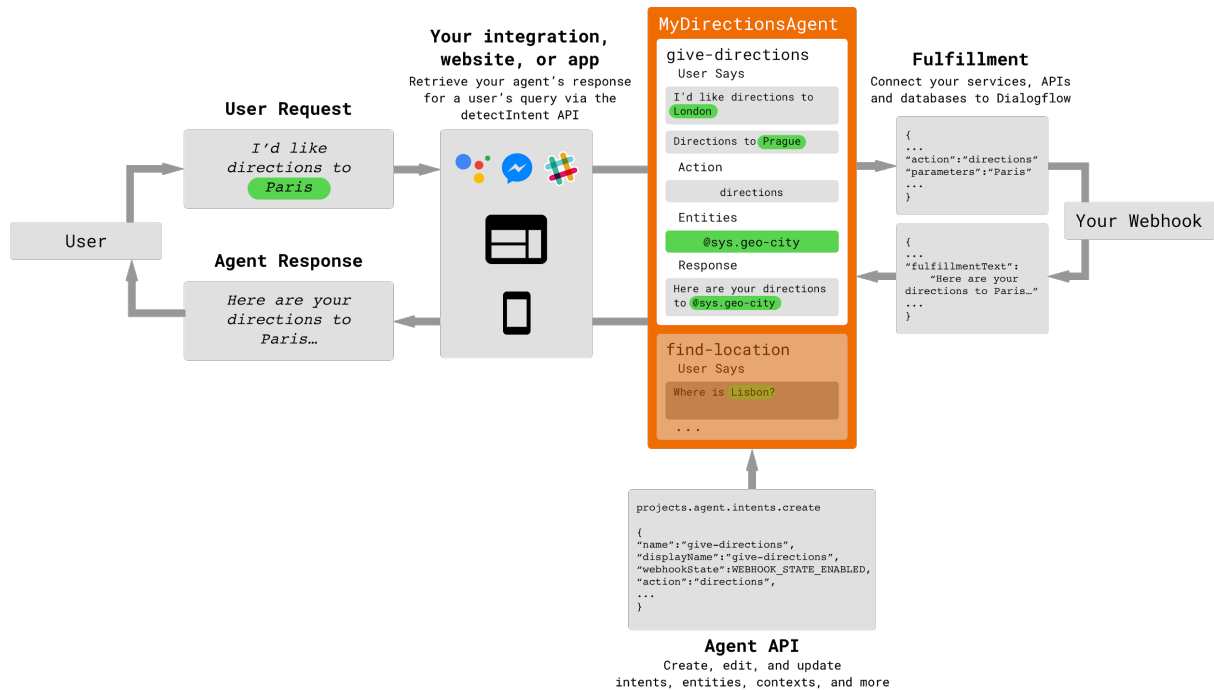 User
User Request
I’d like
directions to
Paris
Agent Response
Here are your
directions to
Paris…
Your integration,
website, or app
Retrieve your agent’s response
for a user’s query via the
detectIntent API
MyDirectionsAgent
give-directions
User Says
I’d like directions to
London
Directions to Prague
Action
directions
Entities
@sys.geo-city
Response
Here are your directions
to @sys.geo-city
find-location
User Says
Where is Lisbon?
...
Fulfillment
Connect your services, APIs
and databases to Dialogflow
{
...
“action”:“directions”
“parameters”:“Paris”
...
}
{
...
“fulfillmentText”:
“Here are your
directions to Paris…”
...
}
Your Webhook
projects.agent.intents.create
{
“name”:“give-directions”,
“displayName”:“give-directions”,
“webhookState”:WEBHOOK_STATE_ENABLED,
“action”:“directions”,
...
}
Agent API
Create, edit, and update
intents, entities, contexts, and more